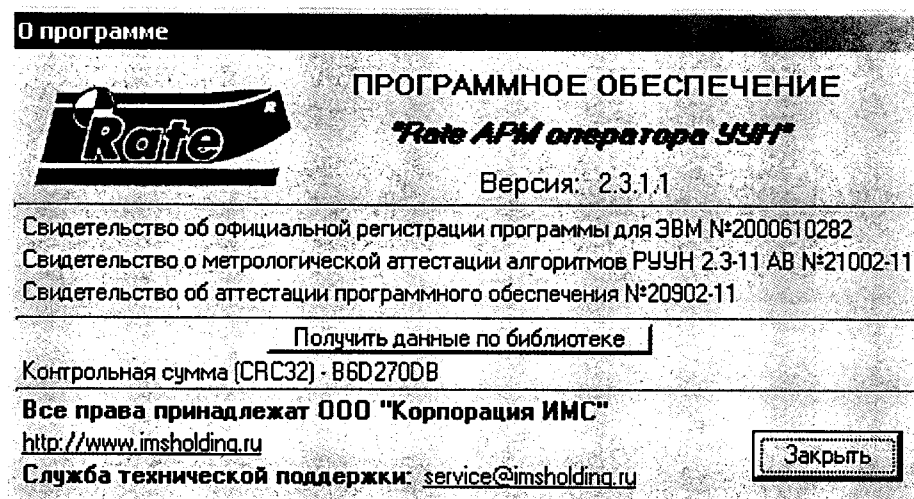 О программе
Rate
R
ПРОГРАММНОЕ ОБЕСПЕЧЕНИЕ
"Rate АРМ оператора УУН"
Версия: 2.3.1.1
Свидетельство об официальной регистрации программы для ЭВМ №2000610282
Свидетельство о метрологической аттестации алгоритмов РУУН 2.3-11 АВ №21002-11
Свидетельство об аттестации программного обеспечения №20902-11
Получить данные по библиотеке
Контрольная сумма (CRC32) - B6D270DB
Все права принадлежат ООО "Корпорация ИМС"
http://www.imsholding.ru
Служба технической поддержки: service@imsholding.ru
Закрыть